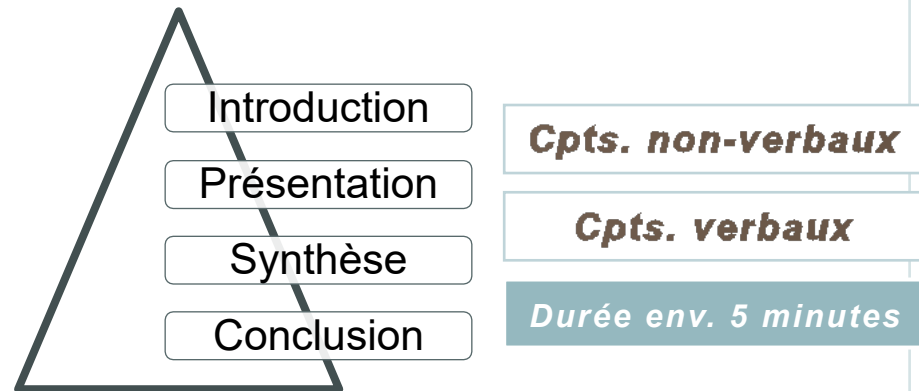 Introduction
Présentation
Synthèse
Conclusion
Cpts. non-verbaux
Cpts. verbaux
Durée env. 5 minutes